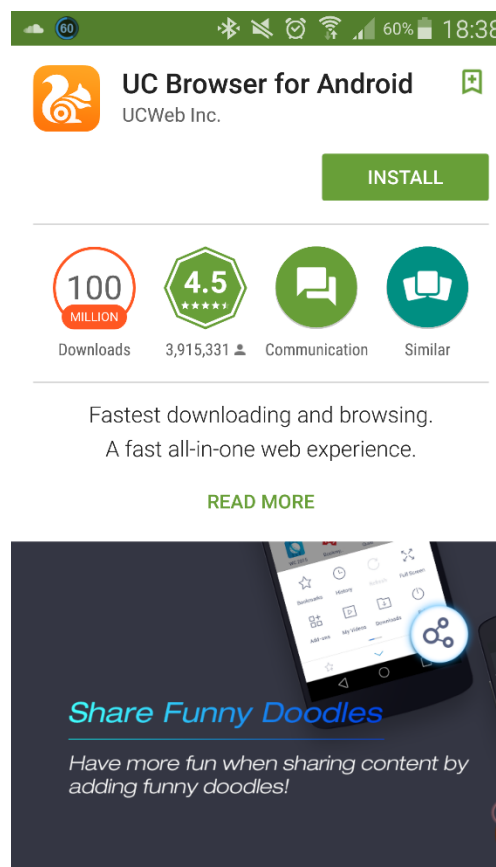 60
60%
18:38
UC Browser for Android
UCWeb Inc.
INSTALL
100
MILLION
4.5
Downloads
3,915,331
Communication
Similar
Fastest downloading and browsing.
A fast all-in-one web experience.
READ MORE
Bookmarks
History
Refresh
Full Screen
Add-ons
My Videos
Downloads
Share Funny Doodles
Have more fun when sharing content by
adding funny doodles!